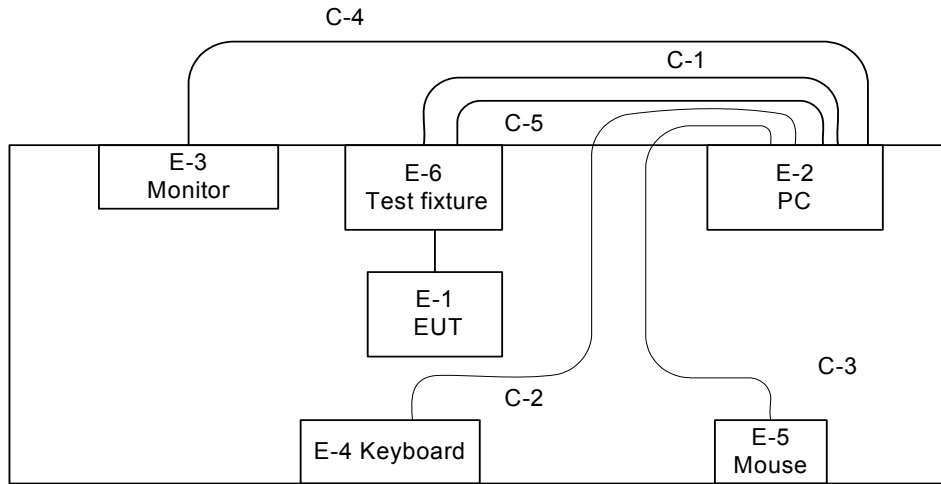 C-4
C-1
C-5
E-3
Monitor
E-6
Test fixture
E-2
PC
E-1
EUT
C-3
C-2
E-4 Keyboard
E-5
Mouse